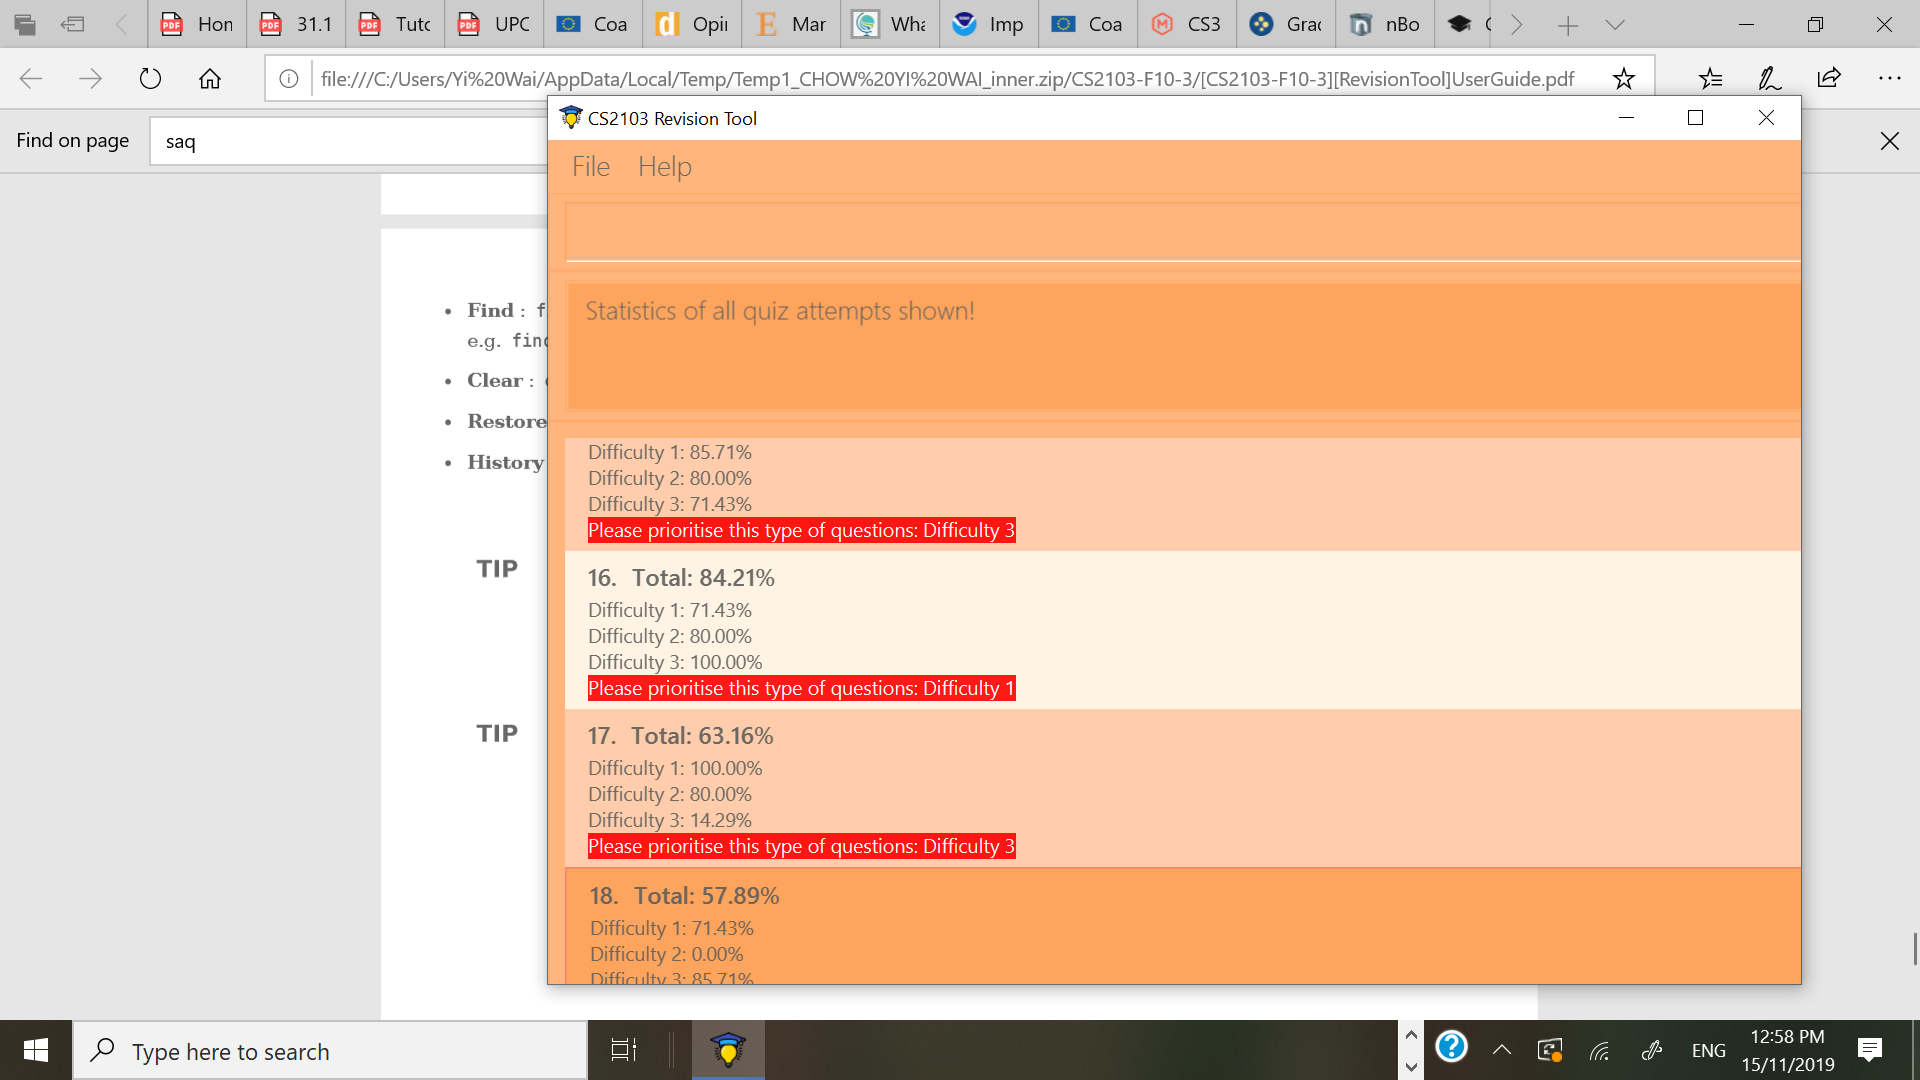 Hon
31.1
Tuto
UPC
Coa
Opin
Mar
Wha
Imp
Coa
CS3
Grac
nBo
file:///C:/Users/Yi%20Wai/AppData/Local/Temp/Temp1_CHOW%20YI%20WAI_inner.zip/CS2103-F10-3/[CS2103-F10-3][RevisionTool]UserGuide.pdf
Find on page
saq
CS2103 Revision Tool
File Help
Statistics of all quiz attempts shown!
• Find : f
e.g. find
• Clear :
• Restore
• History
TIP
TIP
Difficulty 1: 85.71%
Difficulty 2: 80.00%
Difficulty 3: 71.43%
Please prioritise this type of questions: Difficulty 3
16. Total: 84.21%
Difficulty 1: 71.43%
Difficulty 2: 80.00%
Difficulty 3: 100.00%
Please prioritise this type of questions: Difficulty 1
17. Total: 63.16%
Difficulty 1: 100.00%
Difficulty 2: 80.00%
Difficulty 3: 14.29%
Please prioritise this type of questions: Difficulty 3
18. Total: 57.89%
Difficulty 1: 71.43%
Difficulty 2: 0.00%
Difficulty 3: 85.71%
Type here to search
ENG
12:58 PM
15/11/2019